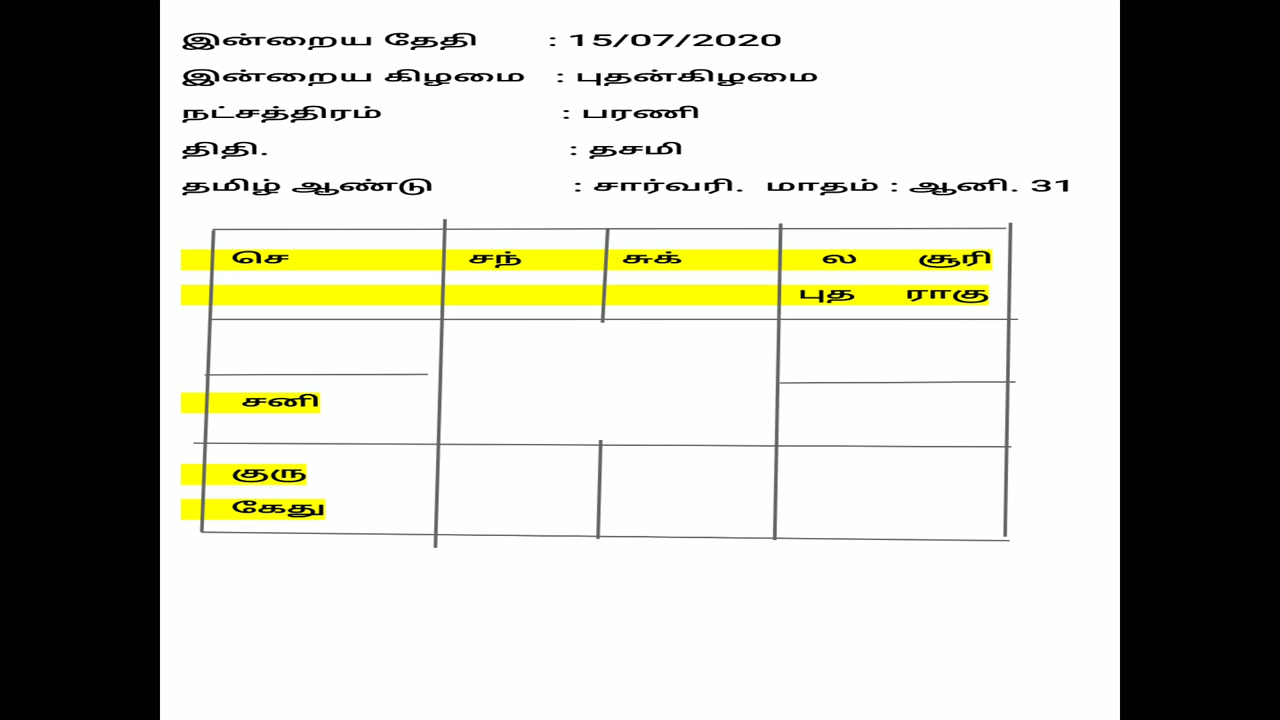 இன்றைய தேதி : 15/07/2020
இன்றைய கிழமை : புதன்கிழமை
நட்சத்திரம் : பரணி
திதி. : தசமி
தமிழ் ஆண்டு : சார்வரி. மாதம் : ஆனி. 31
செ சந் சுக் ல சூரி
புத ராகு
சனி
குரு
கேது